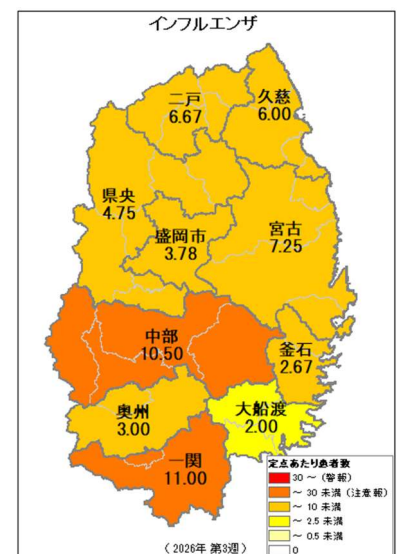 インフルエンザ
二戸
6.67
久慈
6.00
県央
4.75
盛岡市
3.78
宮古
7.25
中部
10.50
釜石
2.67
奥州
3.00
大船渡
2.00
一関
11.00
定点あたり患者数
30 ～ (警報)
～ 30 未満 (注意報)
～ 10 未満
～ 2.5 未満
～ 0.5 未満
0
（ 2026年 第3週 ）